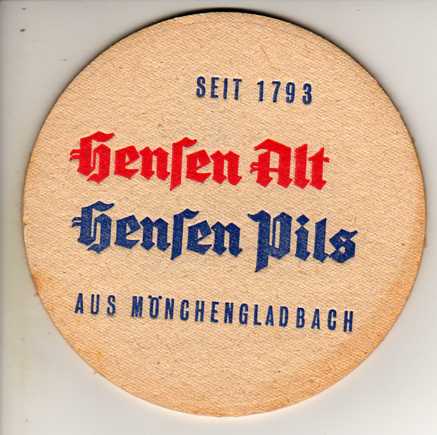 SEIT 1793
Henſen Alt
Henſen Pils
AUS MÖNCHENGLADBACH